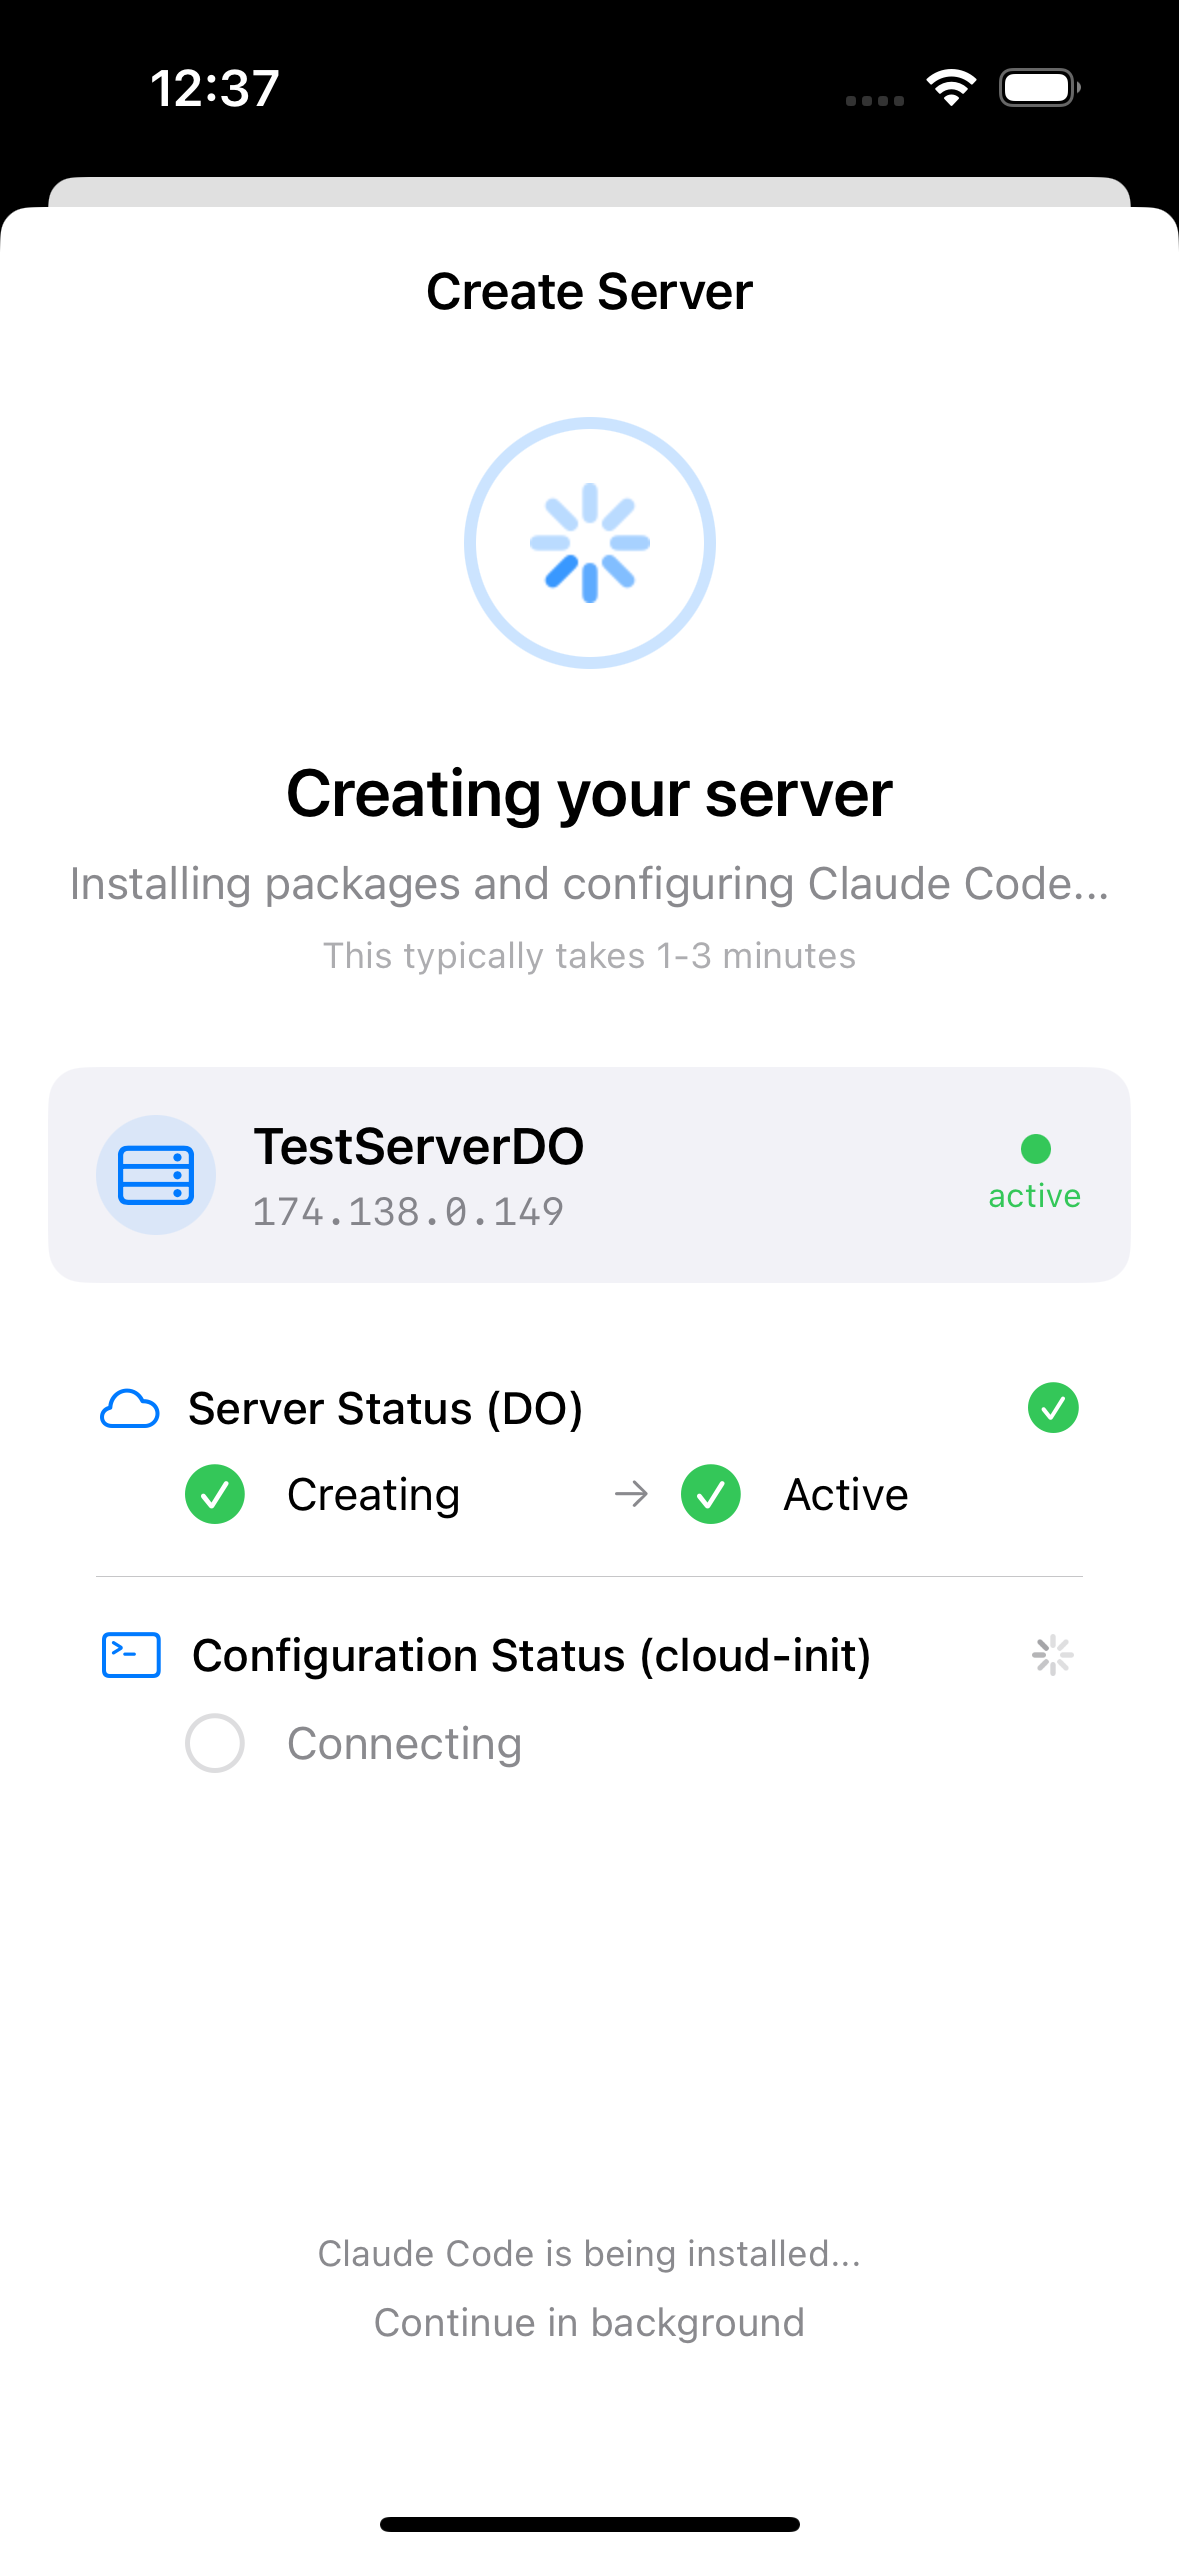 12:37
Create Server
Creating your server
Installing packages and configuring Claude Code...
This typically takes 1-3 minutes
TestServerDO
174.138.0.149
active
Server Status (DO)
Creating → Active
Configuration Status (cloud-init)
Connecting
Claude Code is being installed...
Continue in background